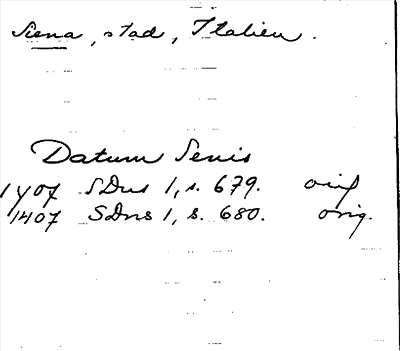 Siena, stad, Italien.
Datum Senis
1407 SDns 1, s. 679. orig
1407 SDns 1, s. 680. orig.